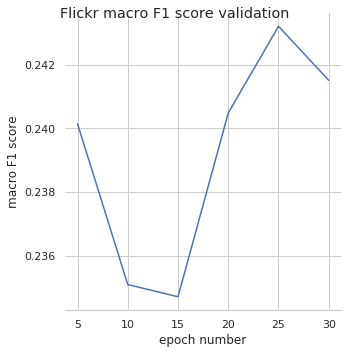 Flickr macro F1 score validation
macro F1 score
0.242
0.240
0.238
0.236
5 10 15 20 25 30
epoch number